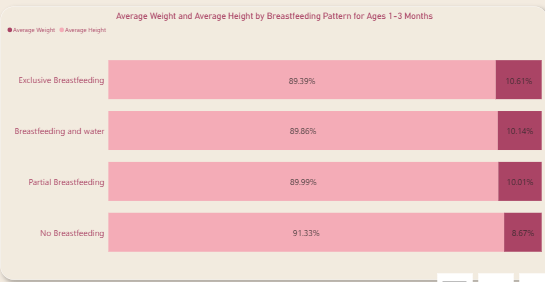 Average Weight and Average Height by Breastfeeding Pattern for Ages 1-3 Months
Average Weight Average Height
Exclusive Breastfeeding 89.39% 10.61%
Breastfeeding and water 89.86% 10.14%
Partial Breastfeeding 89.99% 10.01%
No Breastfeeding 91.33% 8.67%